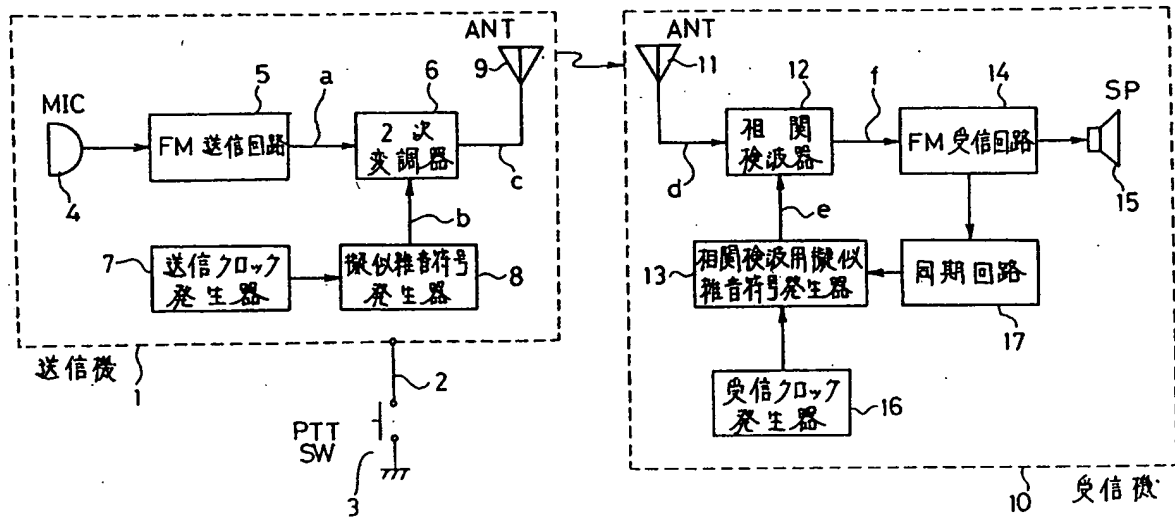 ANT
9
MIC
4
5
FM 送信回路
a
6
2 次
変調器
c
b
7
送信クロック
発生器
擬似雑音符号
発生器
8
送信機
1
2
PTT
SW
3
ANT
11
d
12
相関
検波器
f
14
FM 受信回路
SP
15
e
13
相関検波用擬似
雑音符号発生器
同期回路
17
受信クロック
発生器
16
10
受信機